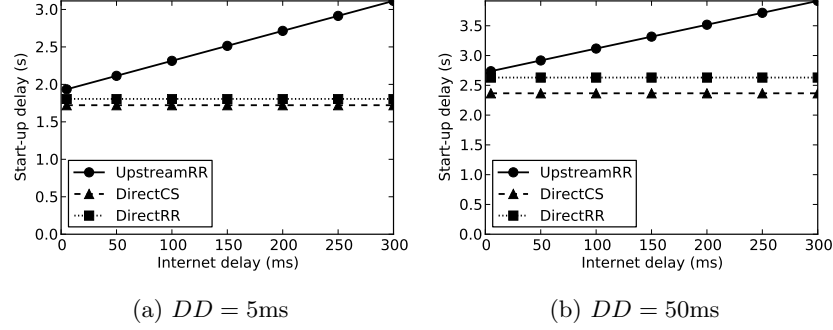 3.0
2.5
2.0
1.5
1.0
0.5
0.0
Start-up delay (s)
UpstreamRR
DirectCS
DirectRR
0 50 100 150 200 250 300
Internet delay (ms)
(a) DD = 5ms
3.5
3.0
2.5
2.0
1.5
1.0
0.5
0.0
Start-up delay (s)
UpstreamRR
DirectCS
DirectRR
0 50 100 150 200 250 300
Internet delay (ms)
(b) DD = 50ms